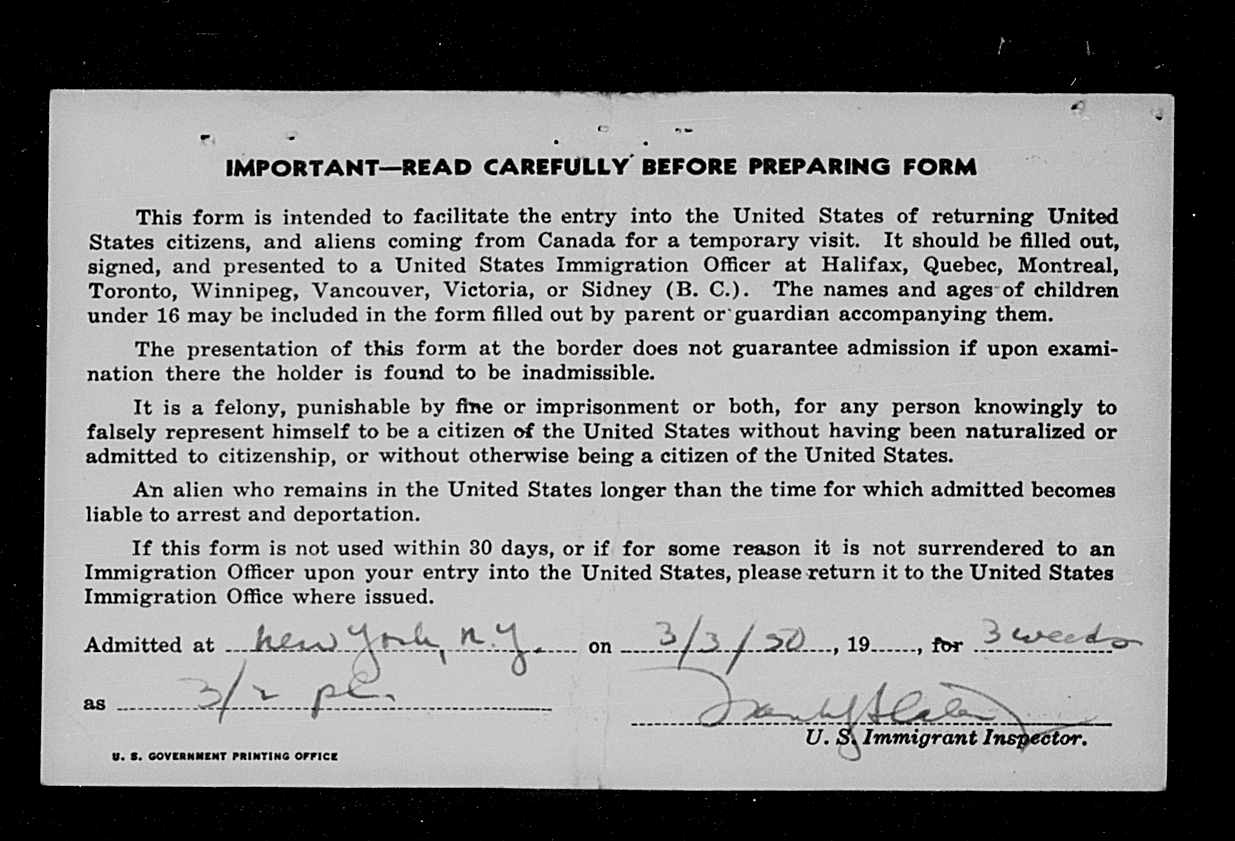 IMPORTANT—READ CAREFULLY BEFORE PREPARING FORM
This form is intended to facilitate the entry into the United States of returning United
States citizens, and aliens coming from Canada for a temporary visit. It should be filled out,
signed, and presented to a United States Immigration Officer at Halifax, Quebec, Montreal,
Toronto, Winnipeg, Vancouver, Victoria, or Sidney (B. C.). The names and ages of children
under 16 may be included in the form filled out by parent or guardian accompanying them.
The presentation of this form at the border does not guarantee admission if upon exami-
nation there the holder is found to be inadmissible.
It is a felony, punishable by fine or imprisonment or both, for any person knowingly to
falsely represent himself to be a citizen of the United States without having been naturalized or
admitted to citizenship, or without otherwise being a citizen of the United States.
An alien who remains in the United States longer than the time for which admitted becomes
liable to arrest and deportation.
If this form is not used within 30 days, or if for some reason it is not surrendered to an
Immigration Officer upon your entry into the United States, please return it to the United States
Immigration Office where issued.
Admitted at New York, N.Y. on 3/3/50, 19......, for 3 weeks
as 3/2
U. S. Immigrant Inspector.
U. S. GOVERNMENT PRINTING OFFICE